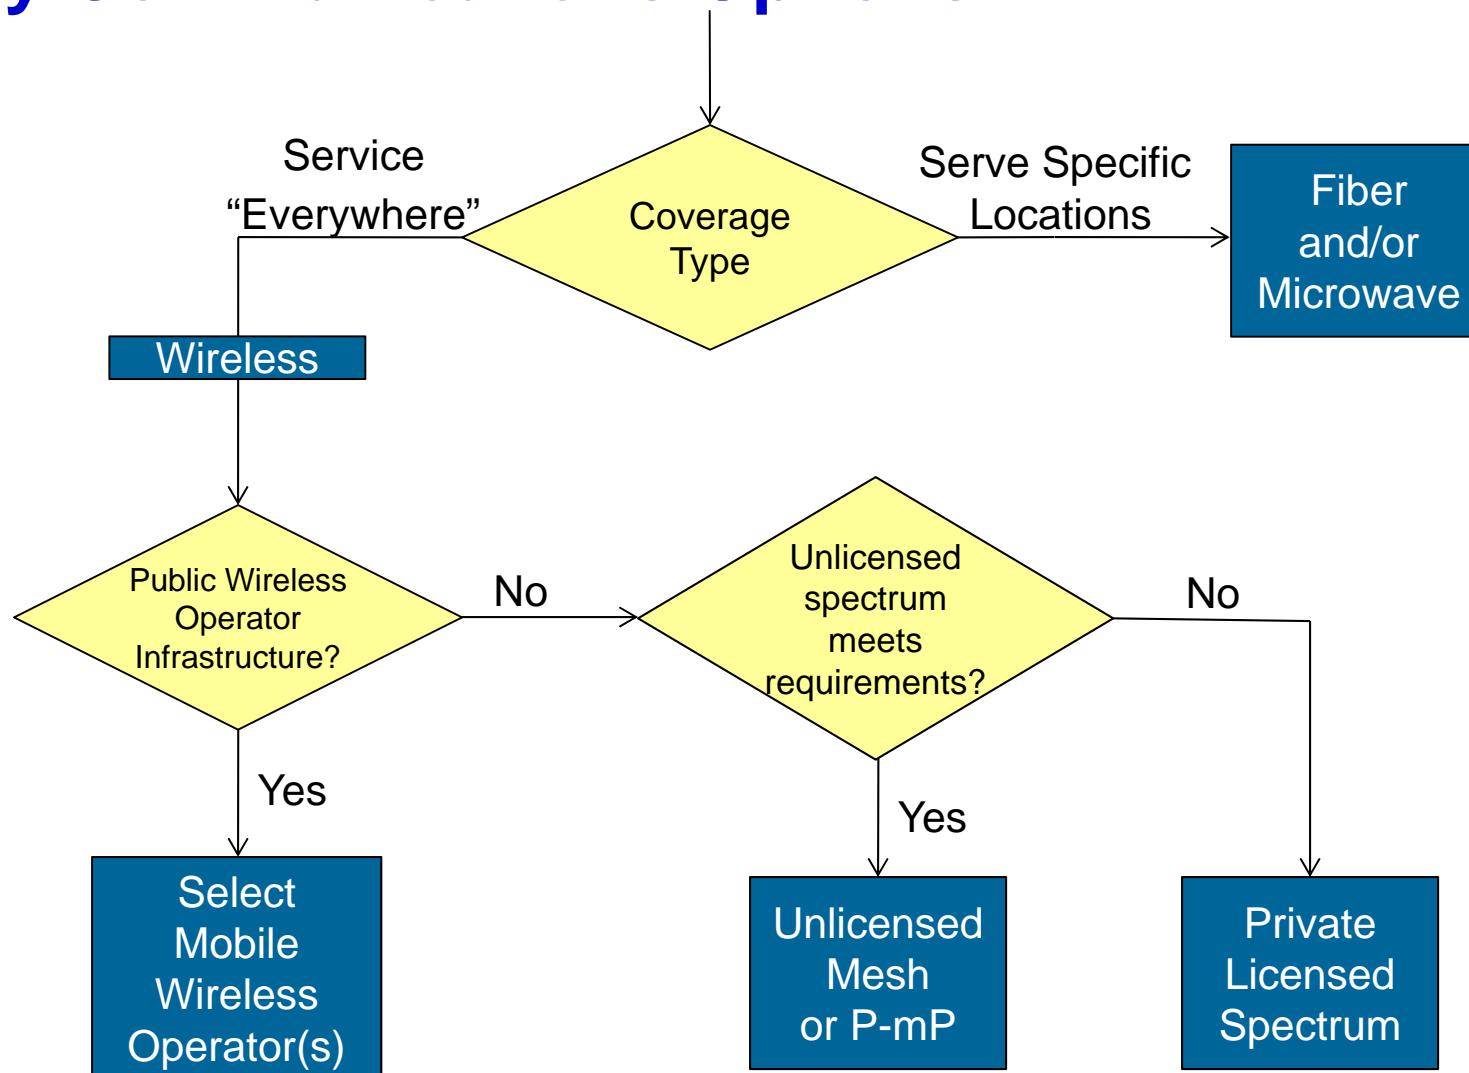 Service
“Everywhere”
Serve Specific
Locations
Coverage
Type
Fiber
and/or
Microwave
Wireless
Public Wireless
Operator
Infrastructure?
No
Unlicensed
spectrum
meets
requirements?
No
Yes
Yes
Select
Mobile
Wireless
Operator(s)
Unlicensed
Mesh
or P-mP
Private
Licensed
Spectrum